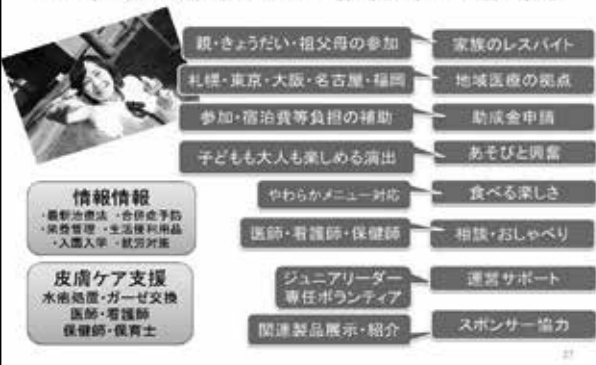 親・きょうだい・祖父母の参加
家族のレスパイト
札幌・東京・大阪・名古屋・福岡
地域医療の拠点
参加・宿泊費等負担の補助
助成金申請
子どもも大人も楽しめる演出
あそびと興奮
やわらかメニュー対応
食べる楽しさ
医師・看護師・保健師
相談・おしゃべり
ジュニアリーダー
専任ボランティア
運営サポート
関連製品展示・紹介
スポンサー協力
情報情報
・最新治療法 ・合併症予防
・栄養管理 ・生活便利用品
・入園入学 ・就労対策
皮膚ケア支援
水疱処置・ガーゼ交換
医師・看護師
保健師・保育士
27